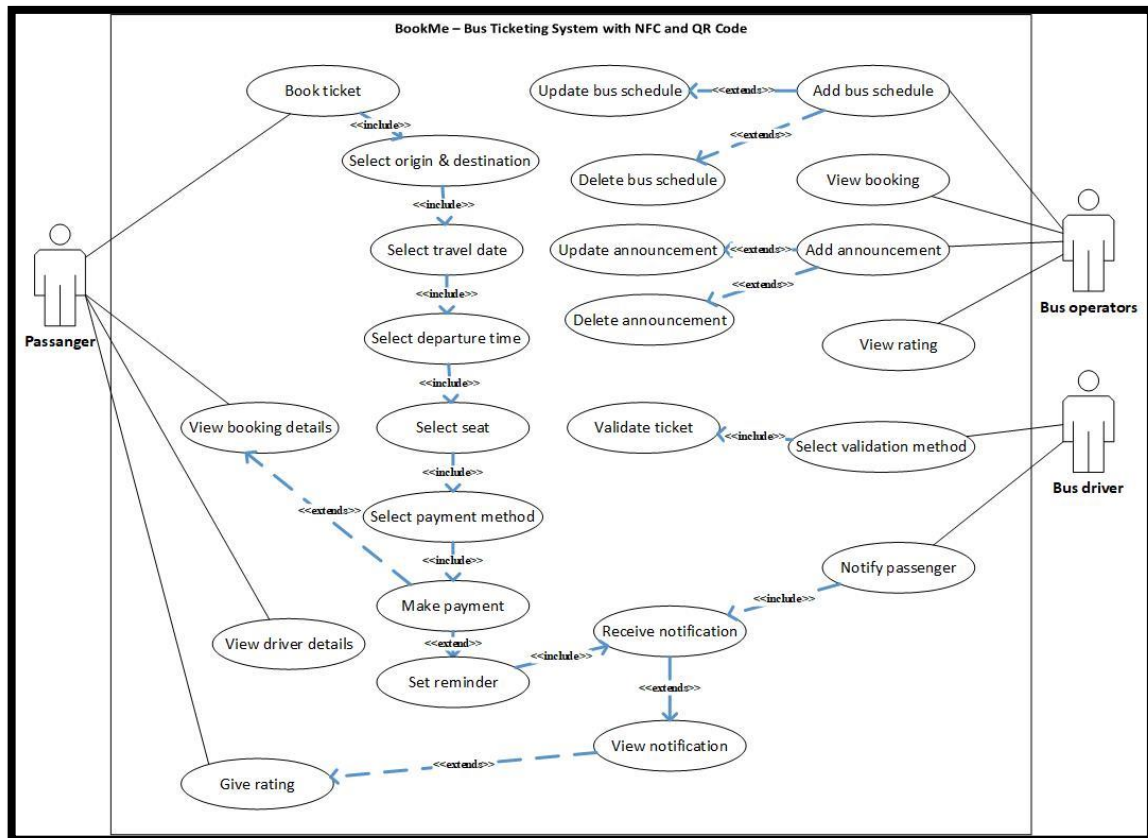 BookMe – Bus Ticketing System with NFC and QR Code
Book ticket
Update bus schedule
<<extends>>
Add bus schedule
<<include>>
<<extends>>
Select origin & destination
Delete bus schedule
View booking
<<include>>
Select travel date
Update announcement
<<extends>>
Add announcement
<<extends>>
<<include>>
Bus operators
Delete announcement
Passanger
Select departure time
View rating
<<include>>
View booking details
Select seat
Validate ticket
<<include>>
Select validation method
<<include>>
Bus driver
<<extends>>
Select payment method
<<include>>
Notify passenger
Make payment
<<include>>
Receive notification
View driver details
<<extend>>
<<include>>
Set reminder
<<extends>>
View notification
<<extends>>
Give rating